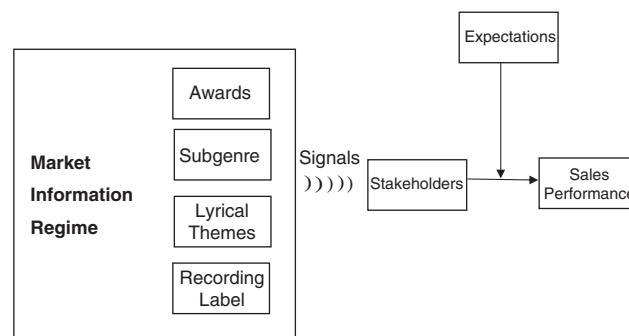 Expectations
Awards
Subgenre
Market
Information
Regime
Lyrical
Themes
Recording
Label
Signals
)))))
Stakeholders
Sales
Performance